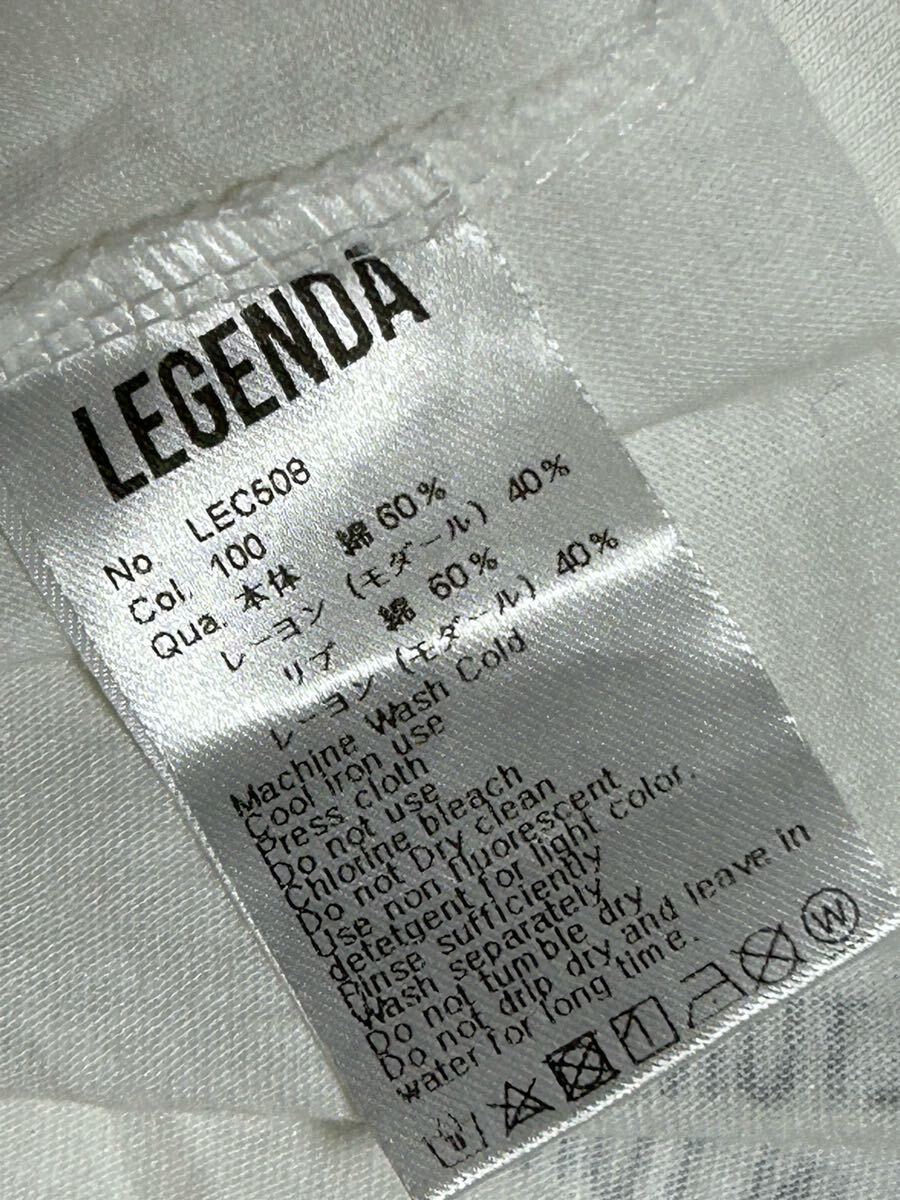 LEGENDA
No. LEC508
Col. 100
Qua. 本体 綿 60%
レーヨン (モダール) 40%
リブ 綿 60%
レーヨン (モダール) 40%
Machine Wash Cold
Cool Iron use
Press cloth
Do not use
Chlorine bleach
Do not Dry clean
Use non fluorescent
detetgent for light color.
Rinse sufficiently
Wash separately
Do not tumble dry
Do not drip dry and leave in
water for long time.
W